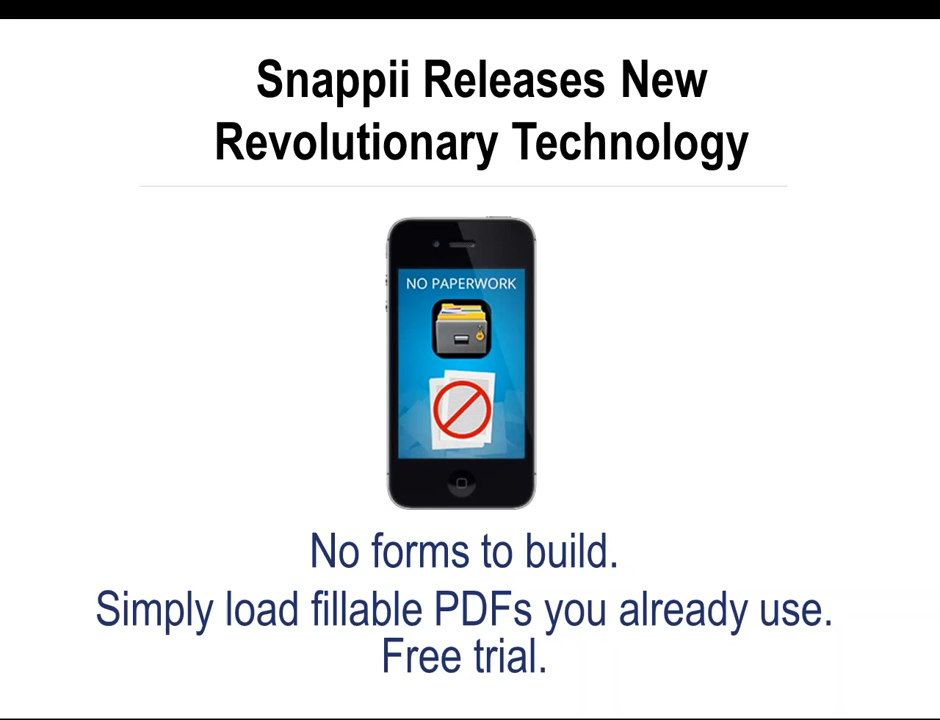 Snappii Releases New
Revolutionary Technology
NO PAPERWORK
No forms to build.
Simply load fillable PDFs you already use.
Free trial.